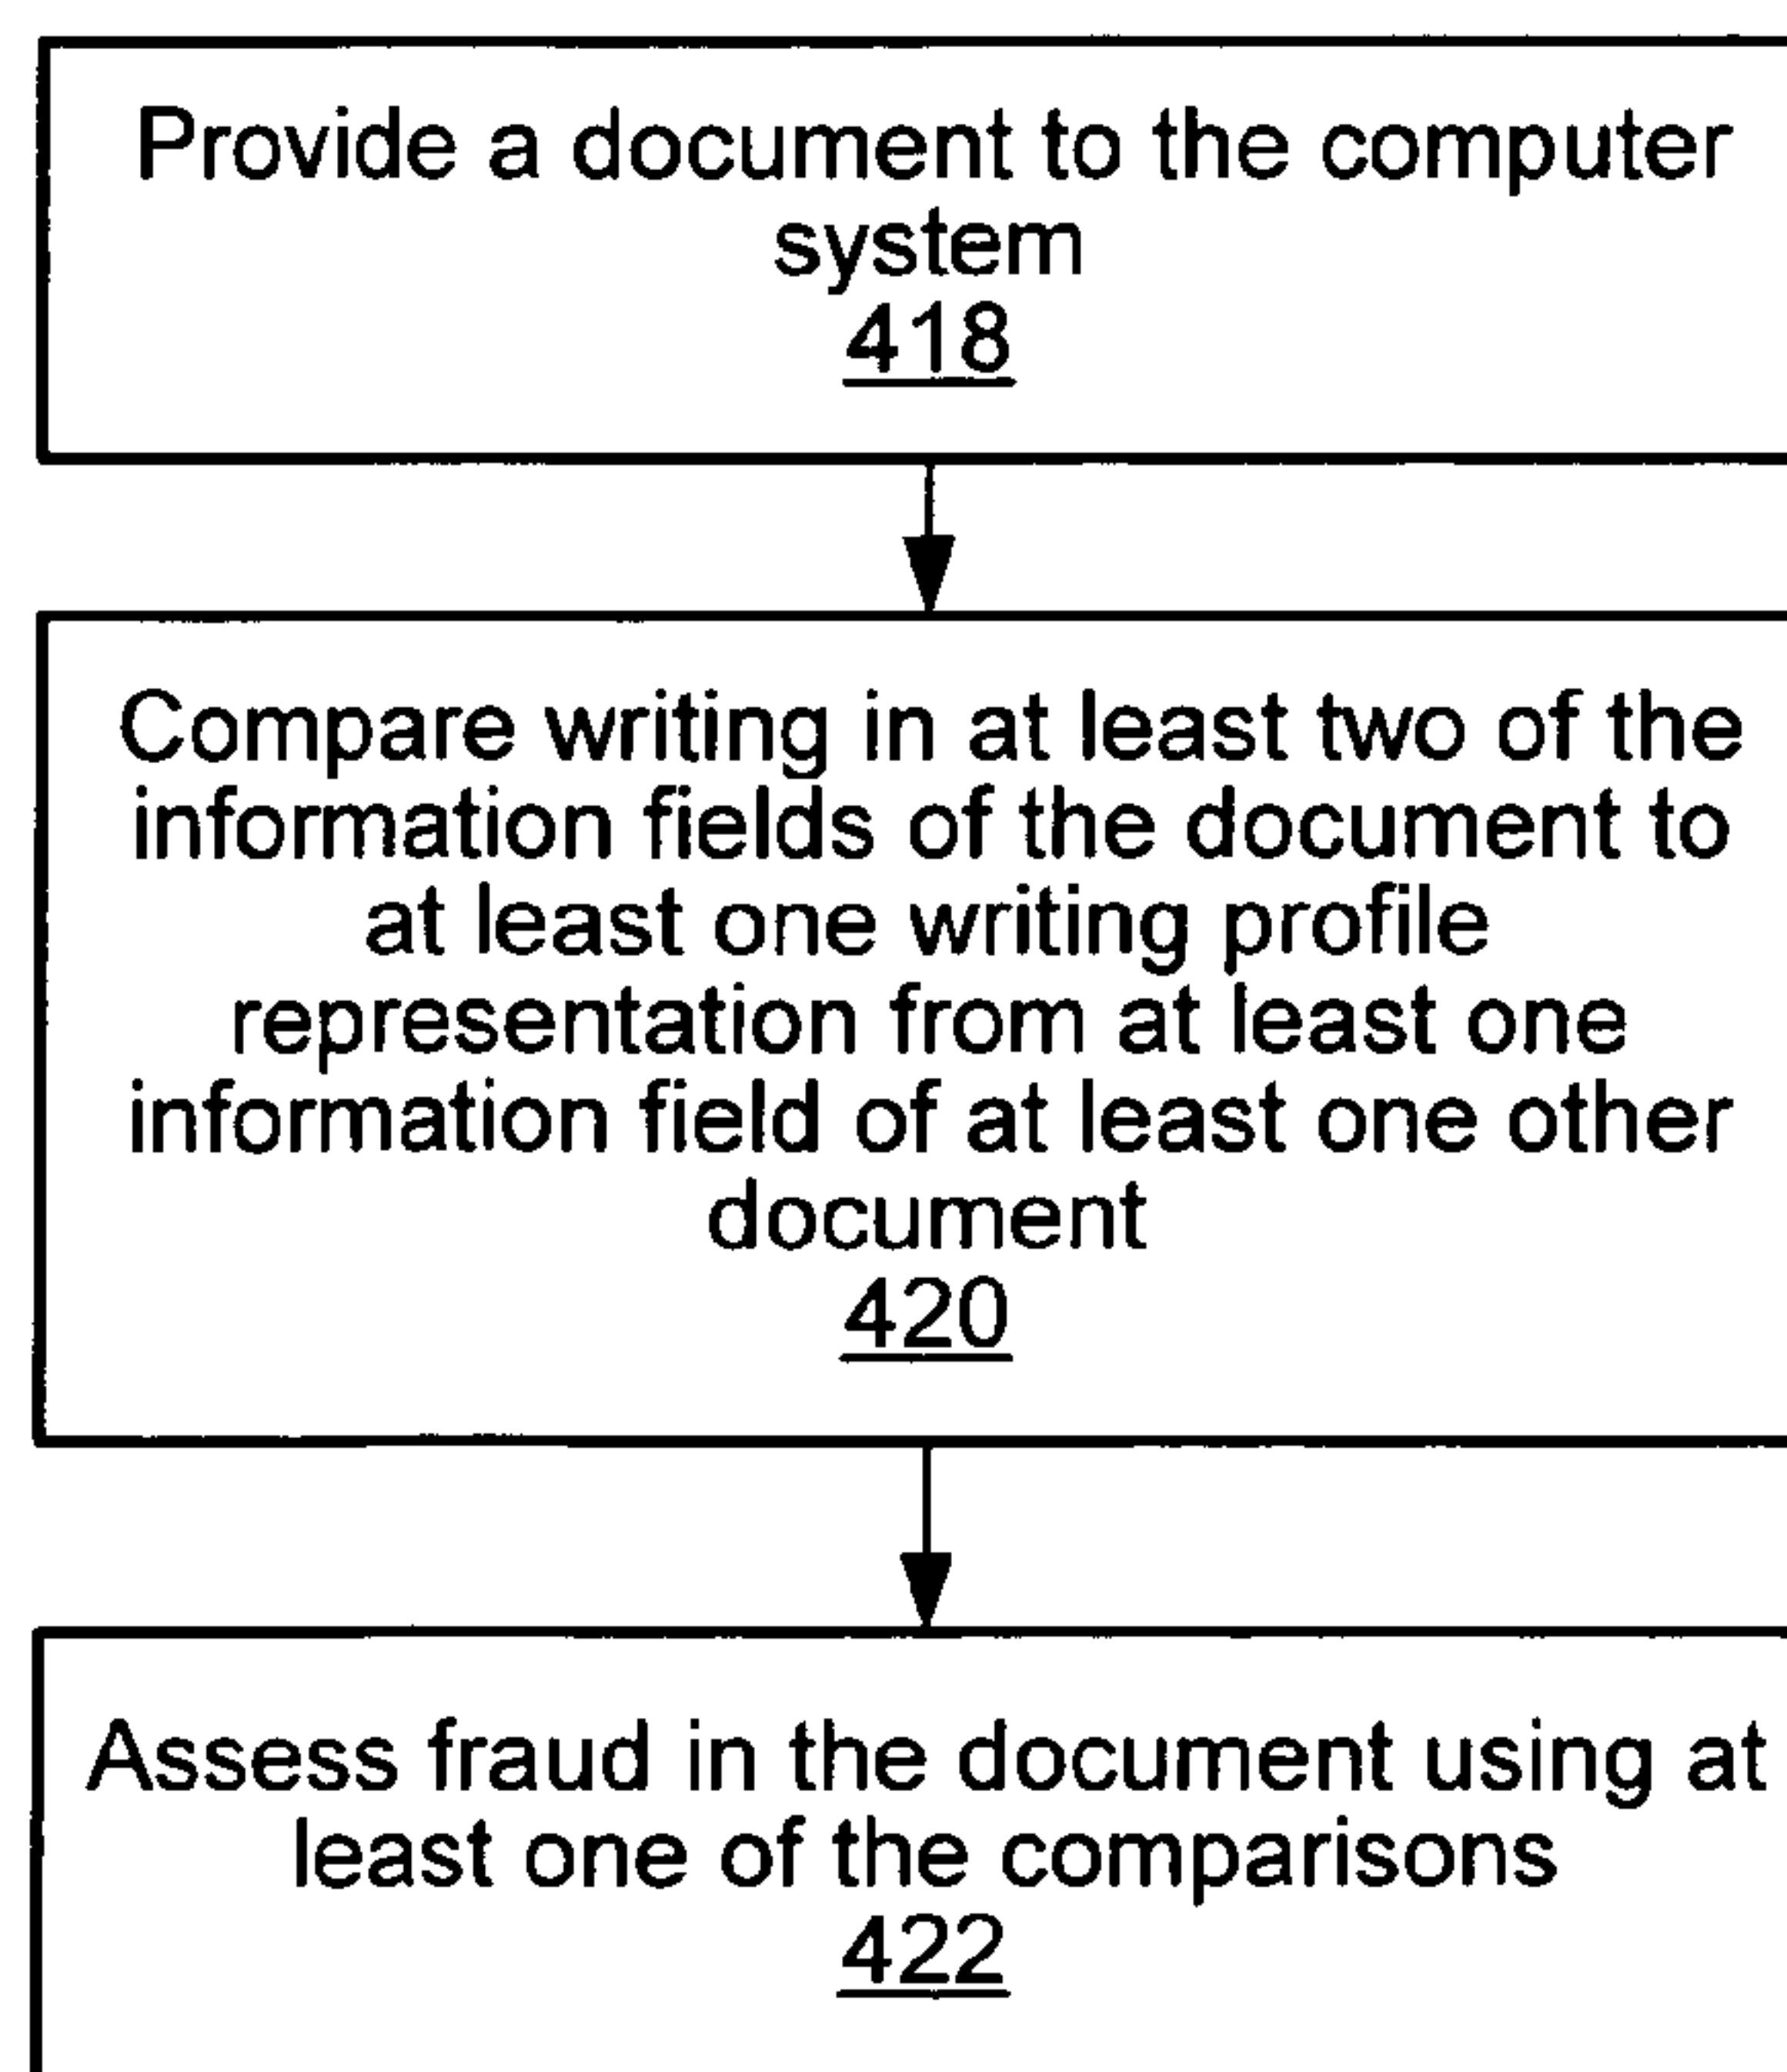 Provide a document to the computer
system
418
Compare writing in at least two of the
information fields of the document to
at least one writing profile
representation from at least one
information field of at least one other
document
420
Assess fraud in the document using at
least one of the comparisons
422